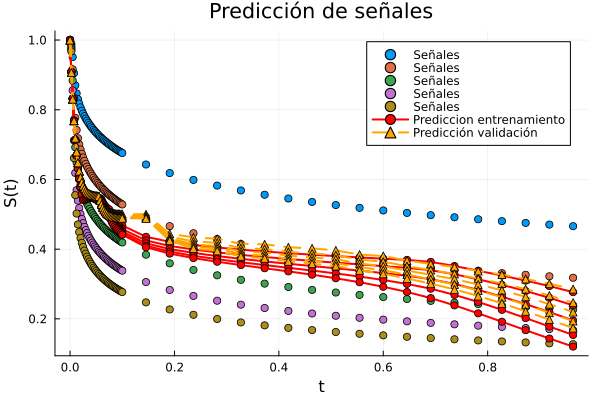 Predicción de señales
1.0
0.8
0.6
0.4
0.2
S(t)
Señales
Señales
Señales
Señales
Señales
Prediccion entrenamiento
Predicción validación
0.0
0.2
0.4
0.6
0.8
t